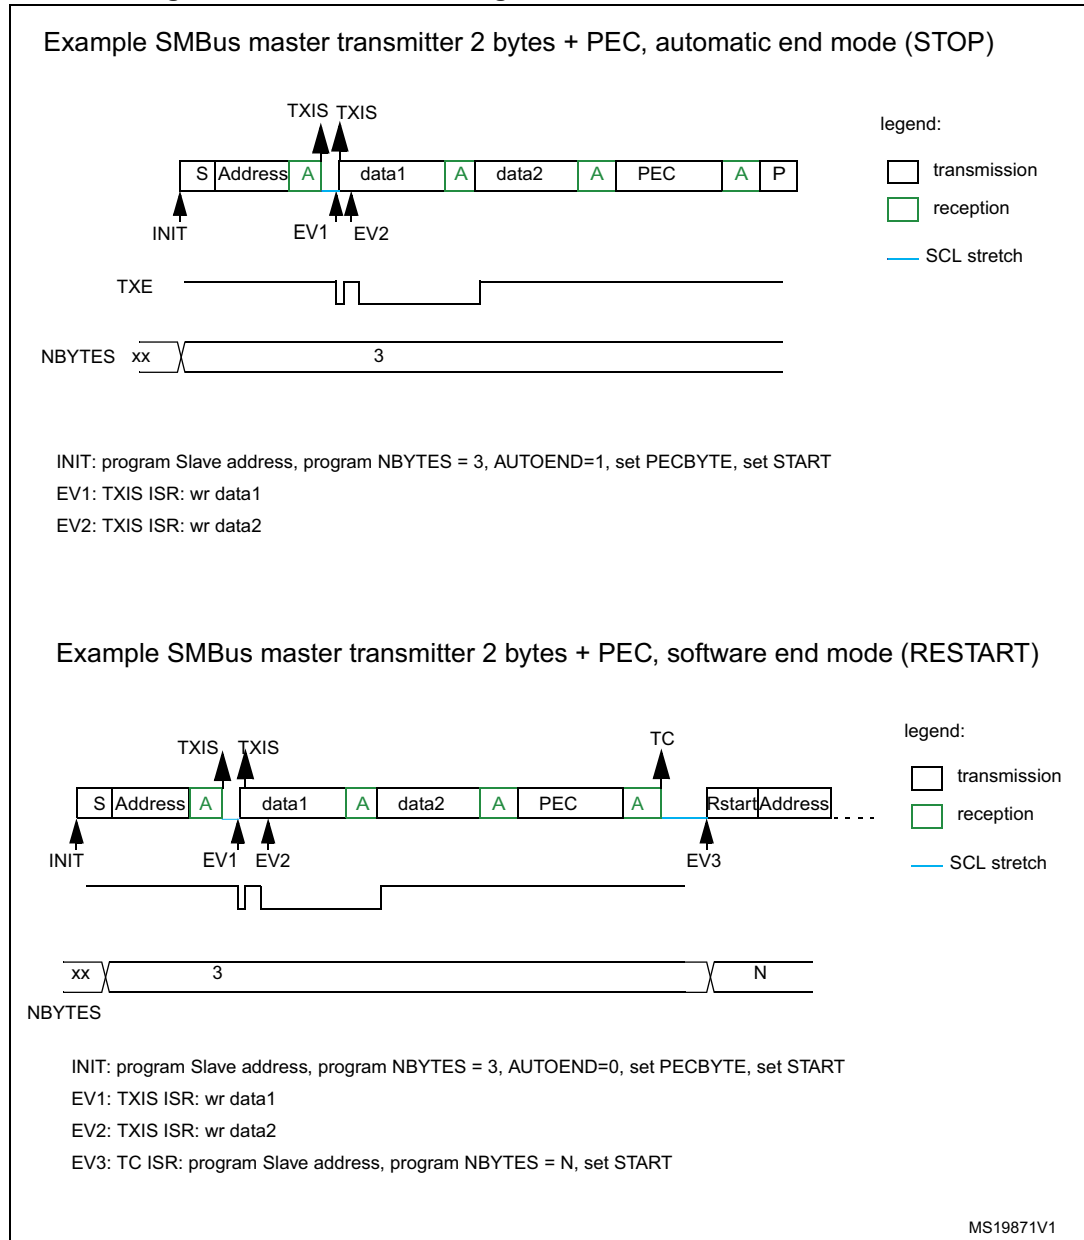 Example SMBus master transmitter 2 bytes + PEC, automatic end mode (STOP)
TXIS TXIS
legend:
S Address A data1 A data2 A PEC A P
transmission
reception
INIT EV1 EV2
SCL stretch
TXE
NBYTES xx 3
INIT: program Slave address, program NBYTES = 3, AUTOEND=1, set PECBYTE, set START
EV1: TXIS ISR: wr data1
EV2: TXIS ISR: wr data2
Example SMBus master transmitter 2 bytes + PEC, software end mode (RESTART)
TXIS TXIS TC
legend:
transmission
S Address A data1 A data2 A PEC A Rstart Address
reception
INIT EV1 EV2 EV3
SCL stretch
xx 3 N
NBYTES
INIT: program Slave address, program NBYTES = 3, AUTOEND=0, set PECBYTE, set START
EV1: TXIS ISR: wr data1
EV2: TXIS ISR: wr data2
EV3: TC ISR: program Slave address, program NBYTES = N, set START
MS19871V1